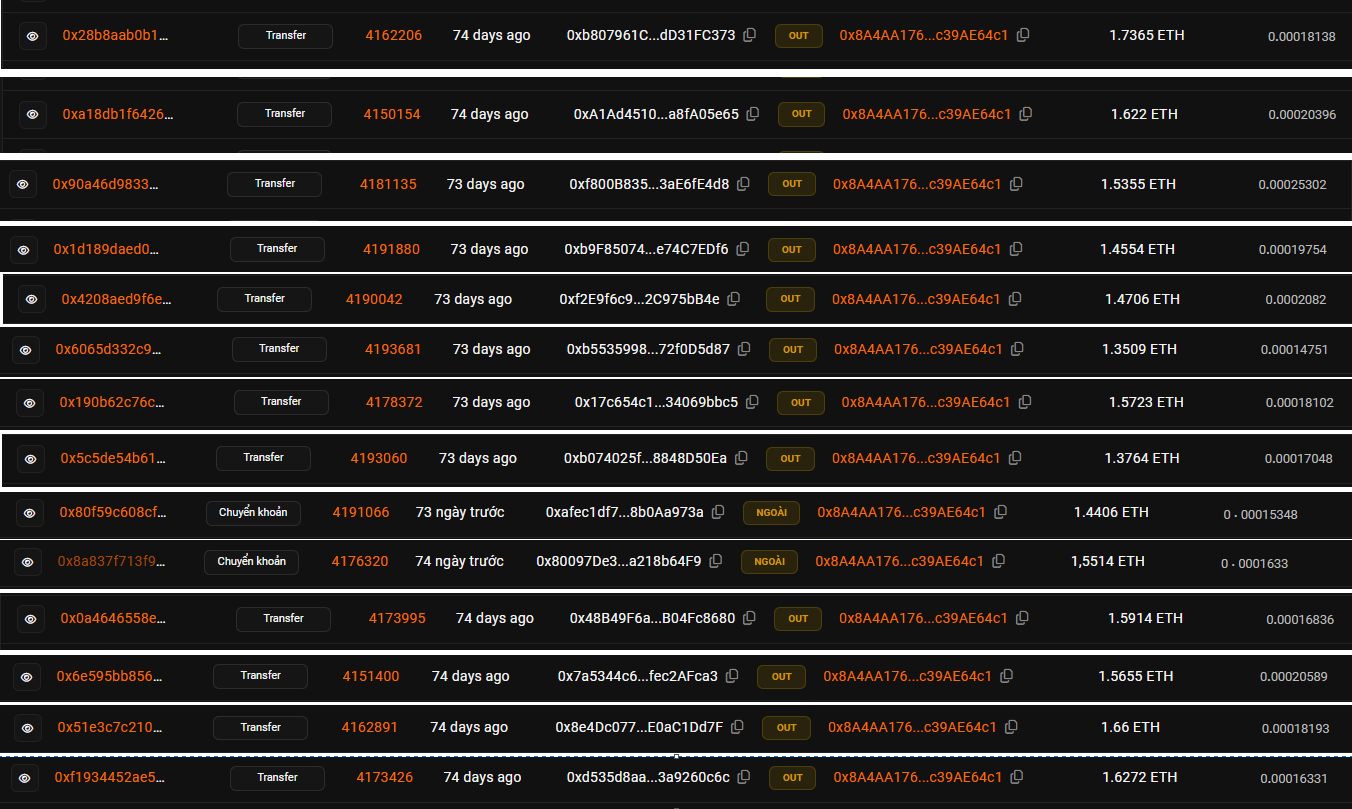 0x28b8aab0b1... Transfer 4162206 74 days ago 0xb807961C...dD31FC373 OUT 0x8A4AA176...c39AE64c1 1.7365 ETH 0.00018138
0xa18db1f6426... Transfer 4150154 74 days ago 0xA1Ad4510...a8fA05e65 OUT 0x8A4AA176...c39AE64c1 1.622 ETH 0.00020396
0x90a46d9833... Transfer 4181135 73 days ago 0xf800B835...3aE6fE4d8 OUT 0x8A4AA176...c39AE64c1 1.5355 ETH 0.00025302
0x1d189daed0... Transfer 4191880 73 days ago 0xb9F85074...e74C7EDf6 OUT 0x8A4AA176...c39AE64c1 1.4554 ETH 0.00019754
0x4208aed9f6e... Transfer 4190042 73 days ago 0xf2E9f6c9...2C975bB4e OUT 0x8A4AA176...c39AE64c1 1.4706 ETH 0.0002082
0x6065d332c9... Transfer 4193681 73 days ago 0xb5535998...72f0D5d87 OUT 0x8A4AA176...c39AE64c1 1.3509 ETH 0.00014751
0x190b62c76c... Transfer 4178372 73 days ago 0x17c654c1...34069bbc5 OUT 0x8A4AA176...c39AE64c1 1.5723 ETH 0.00018102
0x5c5de54b61... Transfer 4193060 73 days ago 0xb074025f...8848D50Ea OUT 0x8A4AA176...c39AE64c1 1.3764 ETH 0.00017048
0x80f59c608cf... Chuyển khoản 4191066 73 ngày trước 0xafec1df7...8b0Aa973a NGOÀI 0x8A4AA176...c39AE64c1 1.4406 ETH 0 . 00015348
0x8a837f713f9... Chuyển khoản 4176320 74 ngày trước 0x80097De3...a218b64F9 NGOÀI 0x8A4AA176...c39AE64c1 1,5514 ETH 0 . 0001633
0x0a4646558e... Transfer 4173995 74 days ago 0x48B49F6a...B04Fc8680 OUT 0x8A4AA176...c39AE64c1 1.5914 ETH 0.00016836
0x6e595bb856... Transfer 4151400 74 days ago 0x7a5344c6...fec2AFca3 OUT 0x8A4AA176...c39AE64c1 1.5655 ETH 0.00020589
0x51e3c7c210... Transfer 4162891 74 days ago 0x8e4Dc077...E0aC1Dd7F OUT 0x8A4AA176...c39AE64c1 1.66 ETH 0.00018193
0xf1934452ae5... Transfer 4173426 74 days ago 0xd535d8aa...3a9260c6c OUT 0x8A4AA176...c39AE64c1 1.6272 ETH 0.00016331